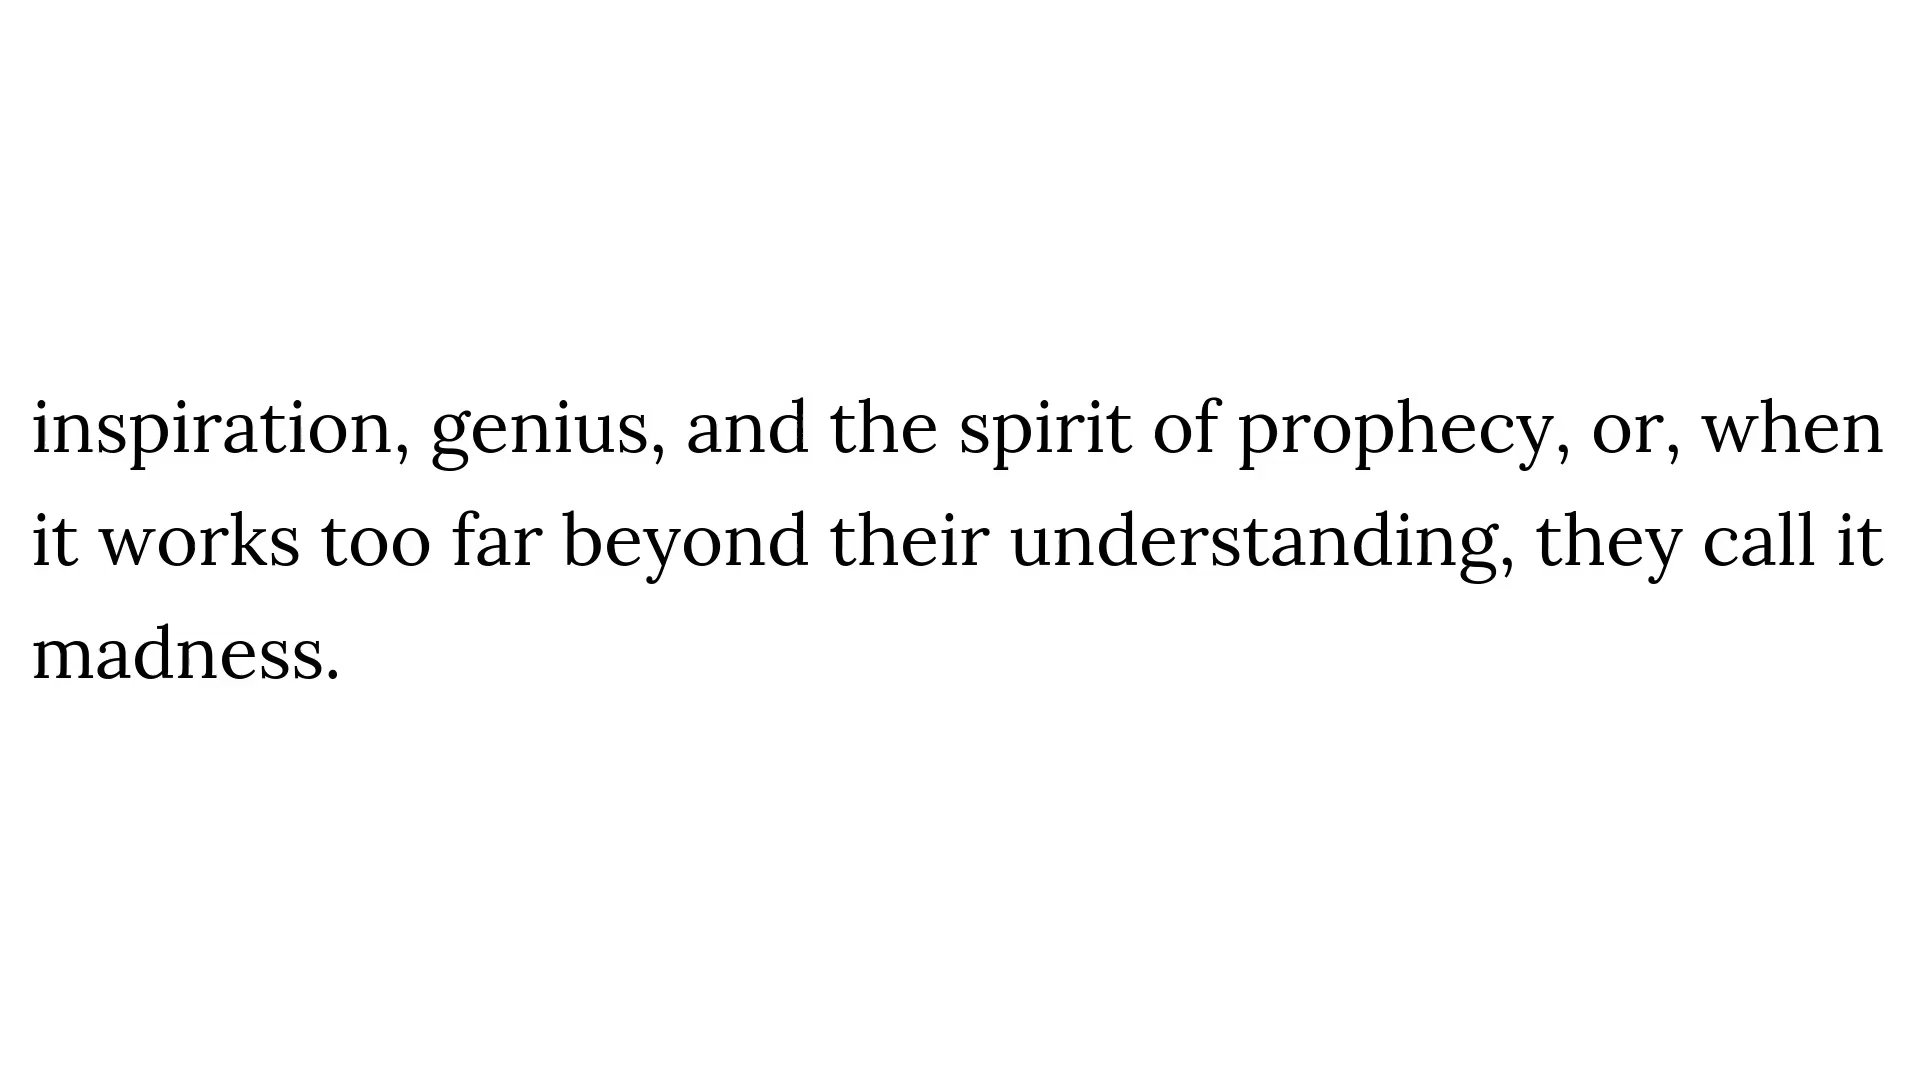 inspiration, genius, and the spirit of prophecy, or, when
it works too far beyond their understanding, they call it
madness.